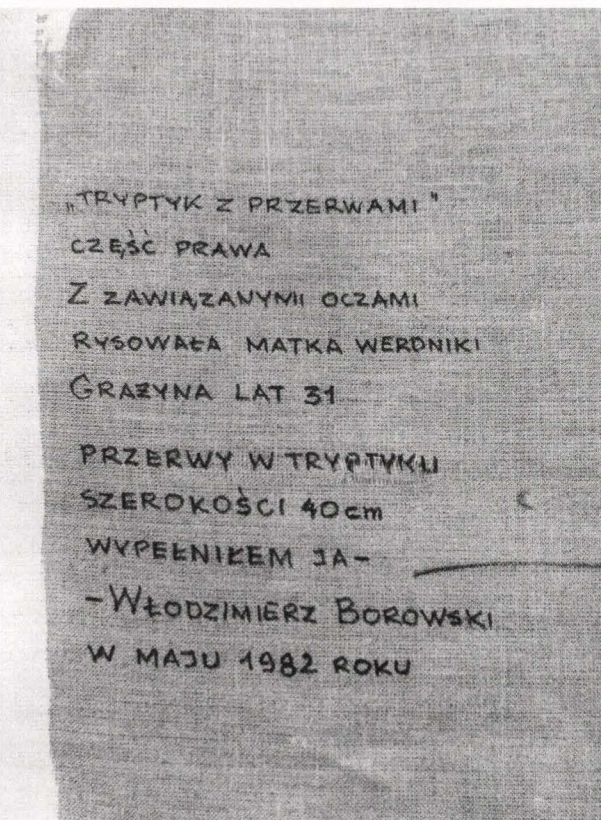 „TRYPTYK Z PRZERWAMI"
CZĘŚĆ PRAWA
Z ZAWIĄZANYMI OCZAMI
RYSOWAŁA MATKA WERONIKI
GRAŻYNA LAT 31
PRZERWY W TRYPTYKU
SZEROKOŚCI 40cm
WYPEŁNIŁEM JA-
-WŁODZIMIERZ BOROWSKI
W MAJU 1982 ROKU